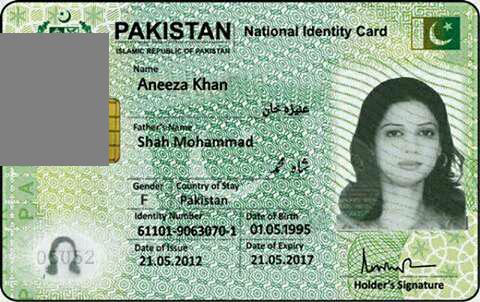 PAKISTAN National Identity Card
ISLAMIC REPUBLIC OF PAKISTAN
Name
Aneeza Khan
عنیزہ خان
Father's Name
Shah Mohammad
شاہ محمد
Gender Country of Stay
F Pakistan
Identity Number Date of Birth
61101-9063070-1 01.05.1995
Date of Issue Date of Expiry
21.05.2012 21.05.2017
Holder's Signature